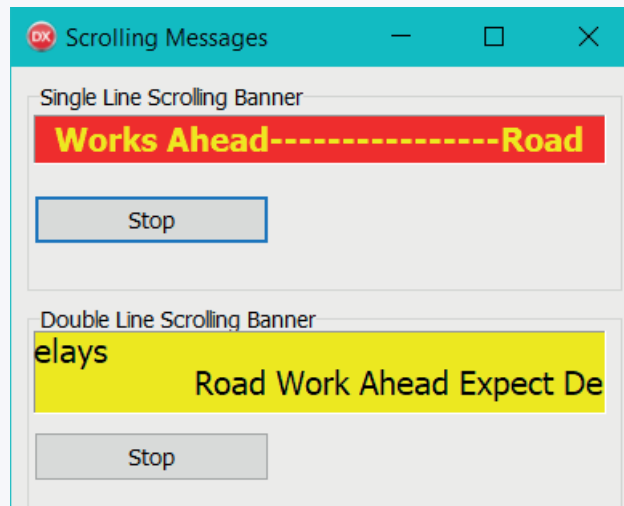 DX Scrolling Messages
Single Line Scrolling Banner
Works Ahead----------------Road
Stop
Double Line Scrolling Banner
elays
Road Work Ahead Expect De
Stop